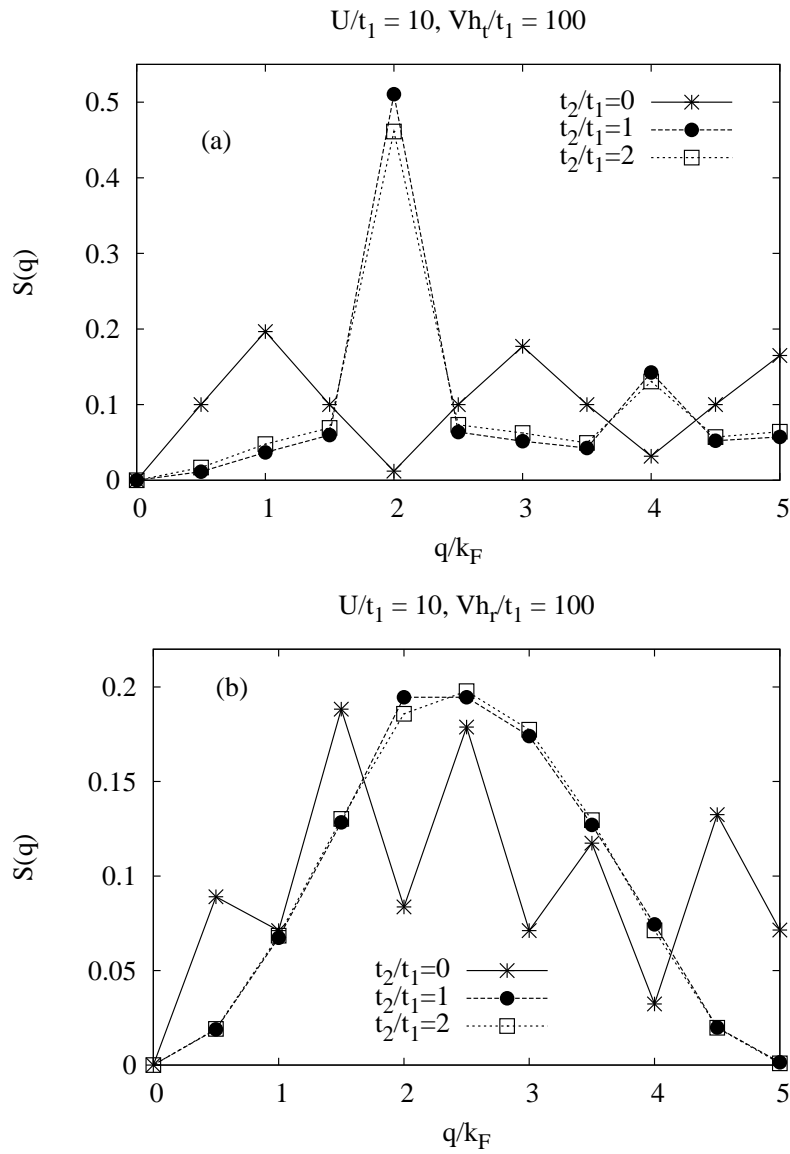 U/t1 = 10, Vht/t1 = 100
(a)
t2/t1=0
t2/t1=1
t2/t1=2
0.5
0.4
0.3
0.2
0.1
0
S(q)
0 1 2 3 4 5
q/kF
U/t1 = 10, Vhr/t1 = 100
(b)
0.2
0.15
0.1
0.05
0
S(q)
t2/t1=0
t2/t1=1
t2/t1=2
0 1 2 3 4 5
q/kF